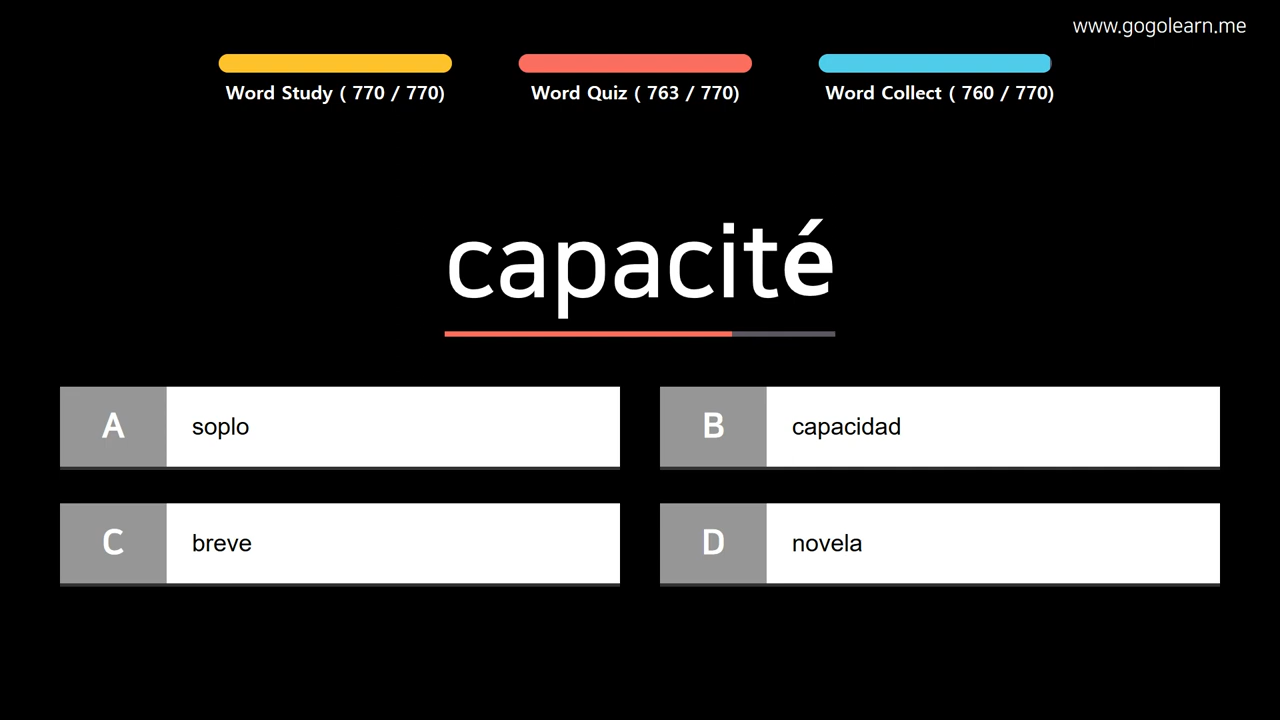 www.gogolearn.me
Word Study ( 770 / 770)
Word Quiz ( 763 / 770)
Word Collect ( 760 / 770)
capacité
A soplo
B capacidad
C breve
D novela